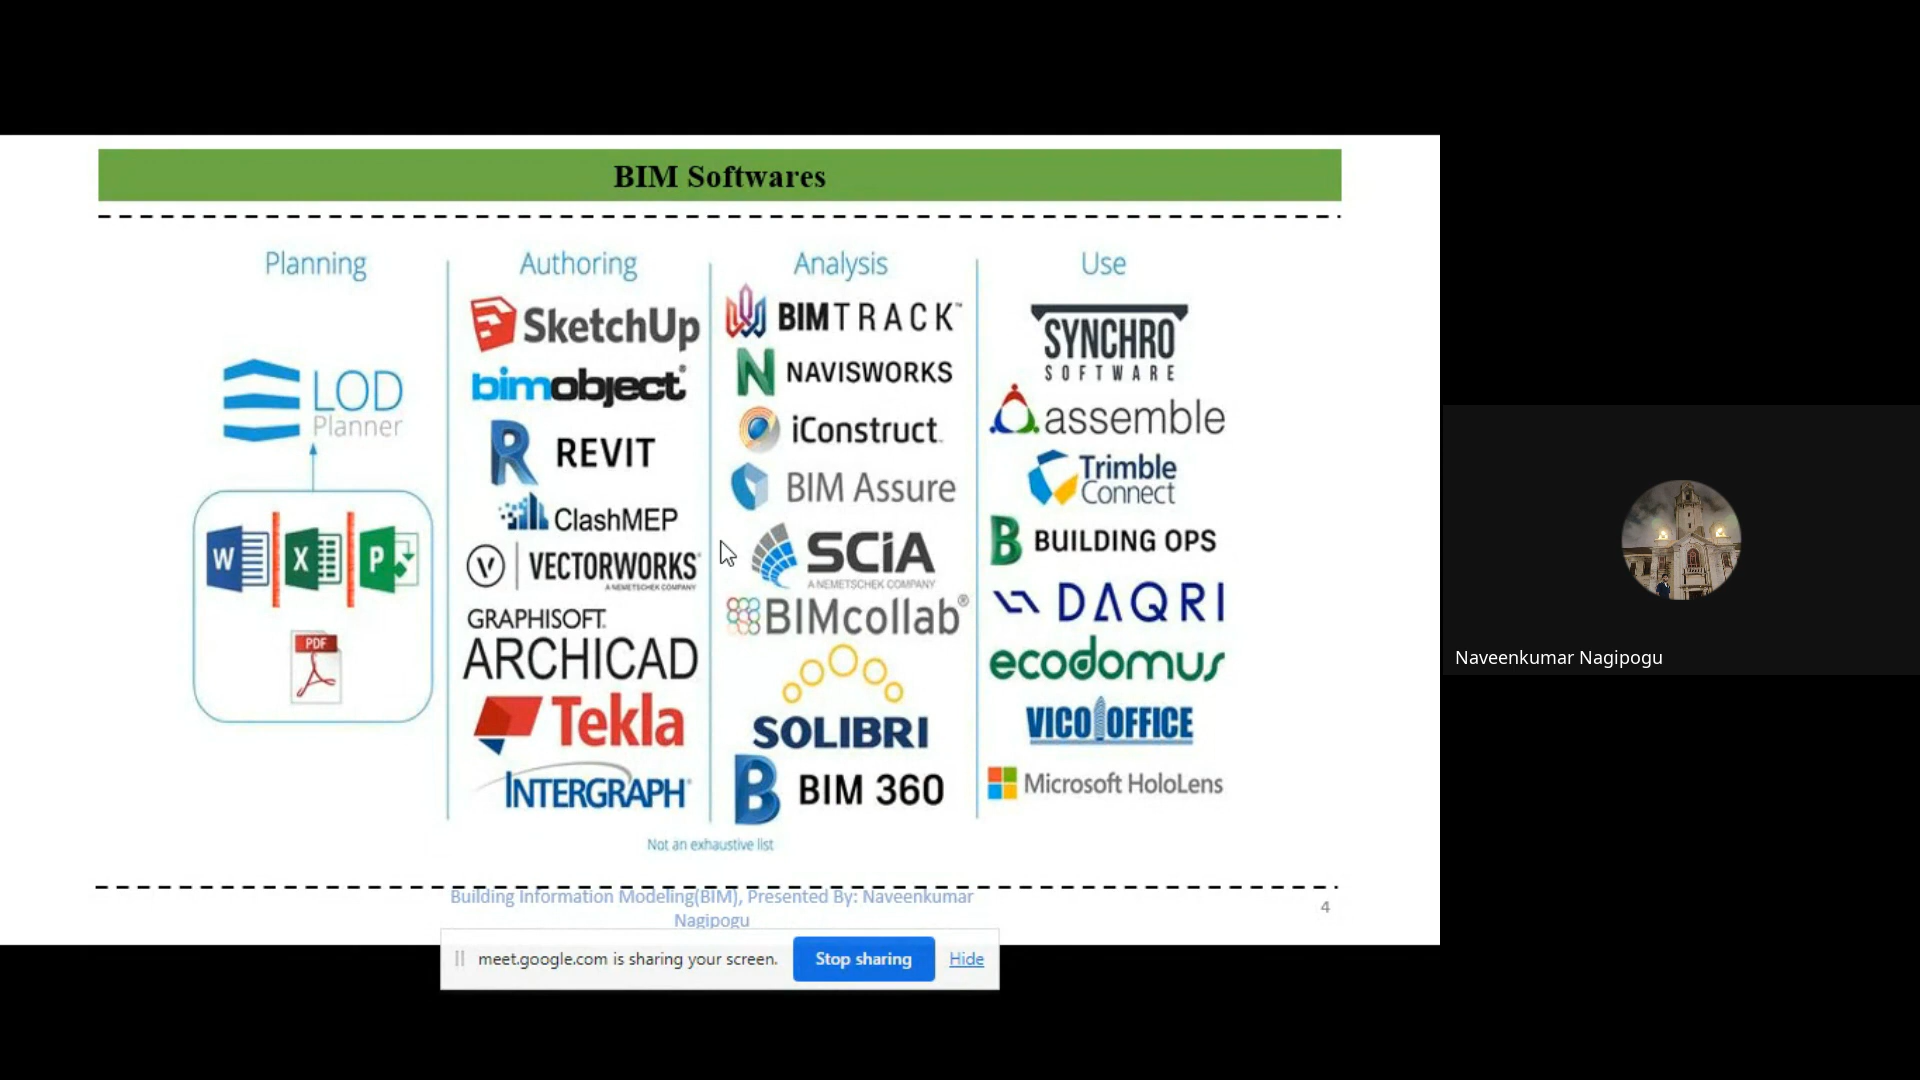 BIM Softwares
Planning
LOD
Planner
W
X
P
PDF
Authoring
SketchUp
bimobject®
R
REVIT
ClashMEP
V
VECTORWORKS®
A NEMETSCHEK COMPANY
GRAPHISOFT.
ARCHICAD
Tekla
INTERGRAPH®
Analysis
BIMTRACK™
N NAVISWORKS
iConstruct.
BIM Assure
SCiA
A NEMETSCHEK COMPANY
BIMcollab®
SOLIBRI
B BIM 360
Use
SYNCHRO
SOFTWARE
assemble
Trimble
Connect
B BUILDING OPS
DAQRI
ecodomus
VICO OFFICE
Microsoft HoloLens
Not an exhaustive list
Building Information Modeling(BIM), Presented By: Naveenkumar
Nagipogu
4
meet.google.com is sharing your screen. Stop sharing Hide
Naveenkumar Nagipogu